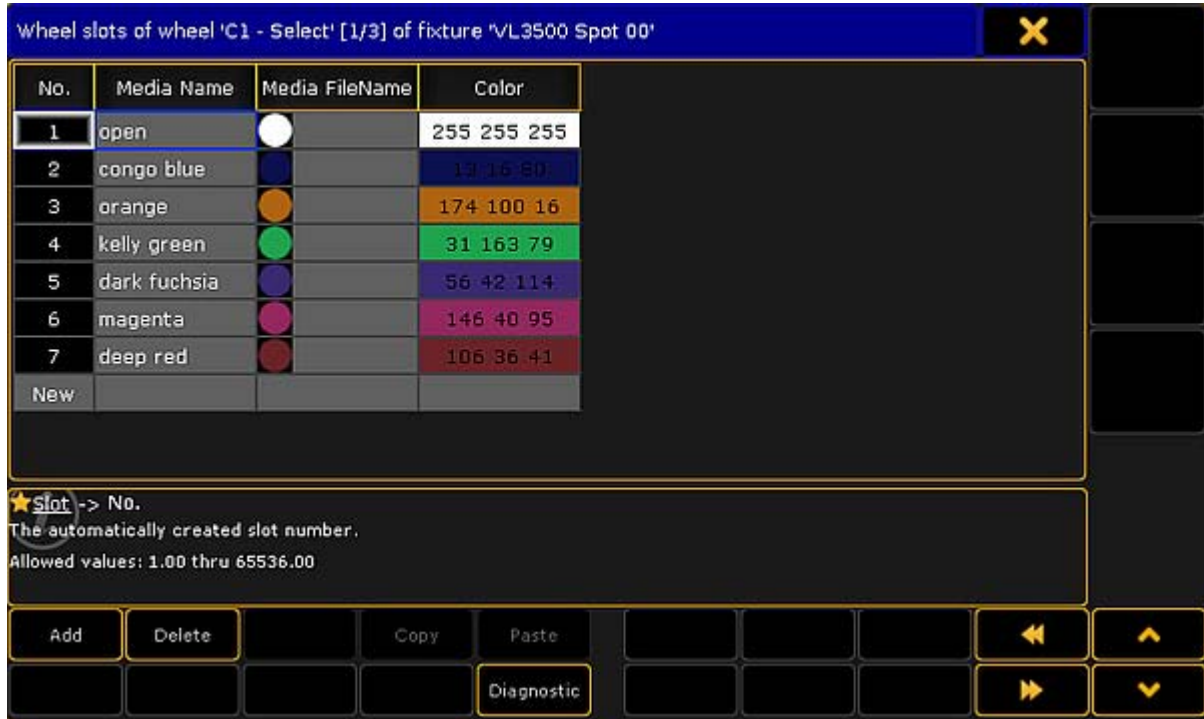 Wheel slots of wheel 'C1 - Select' [1/3] of fixture 'VL3500 Spot 00'
No. Media Name Media FileName Color
1 open 255 255 255
2 congo blue 13 16 80
3 orange 174 100 16
4 kelly green 31 163 79
5 dark fuchsia 56 42 114
6 magenta 146 40 95
7 deep red 106 36 41
New
Slot -> No.
The automatically created slot number.
Allowed values: 1.00 thru 65536.00
Add Delete Copy Paste
Diagnostic